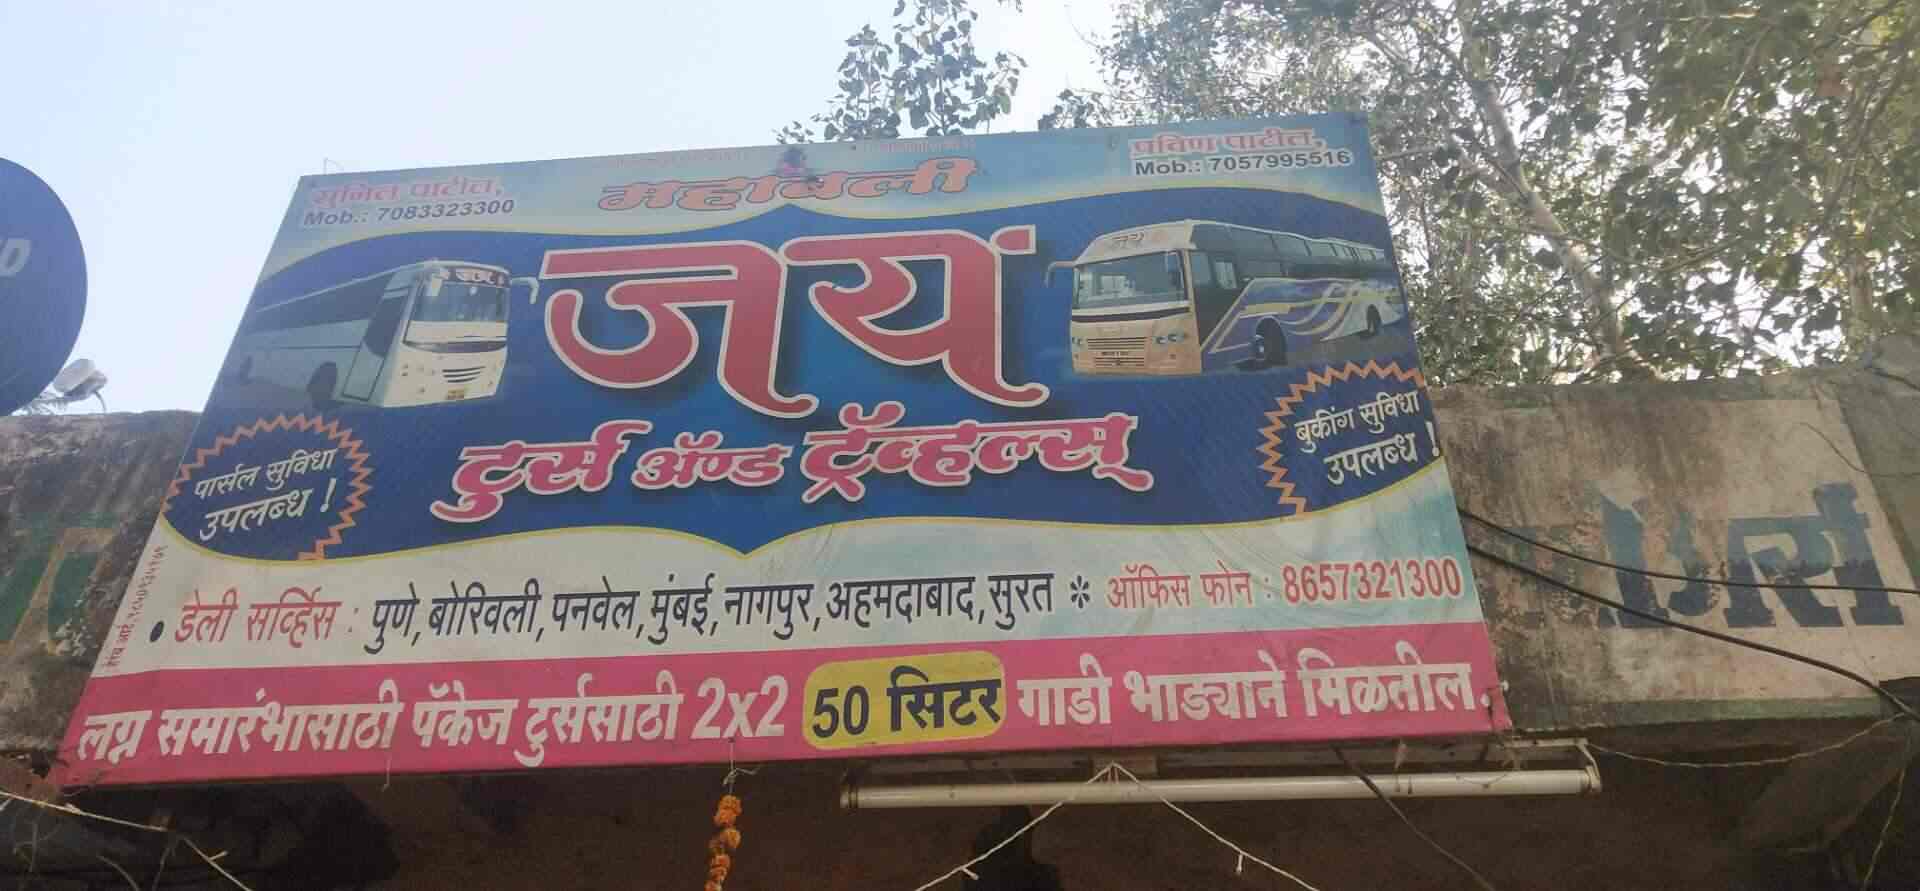 सुनिल पाटील,
Mob.: 7083323300
महाबली
प्रविण पाटील,
Mob.: 7057995516
जय
टुर्स ॲण्ड ट्रॅव्हल्स्
पार्सल सुविधा
उपलब्ध !
बुकींग सुविधा
उपलब्ध !
• डेली सर्व्हिस : पुणे,बोरिवली,पनवेल,मुंबई,नागपुर,अहमदाबाद,सुरत * ऑफिस फोन : 8657321300
लग्न समारंभासाठी पॅकेज टुर्ससाठी 2x2 50 सिटर गाडी भाड्याने मिळतील.